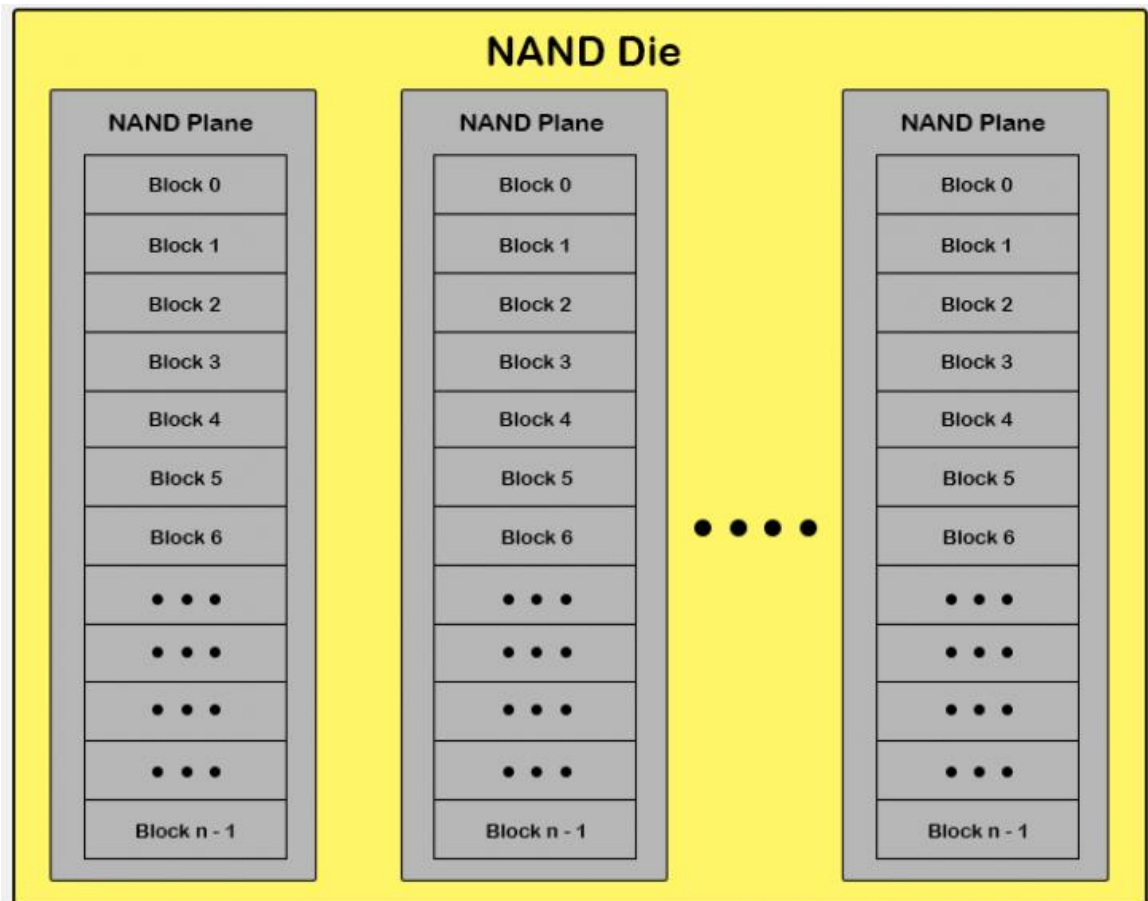 NAND Die
NAND Plane
Block 0
Block 1
Block 2
Block 3
Block 4
Block 5
Block 6
• • •
• • •
• • •
• • •
Block n - 1
NAND Plane
Block 0
Block 1
Block 2
Block 3
Block 4
Block 5
Block 6
• • •
• • •
• • •
• • •
Block n - 1
• • • •
NAND Plane
Block 0
Block 1
Block 2
Block 3
Block 4
Block 5
Block 6
• • •
• • •
• • •
• • •
Block n - 1